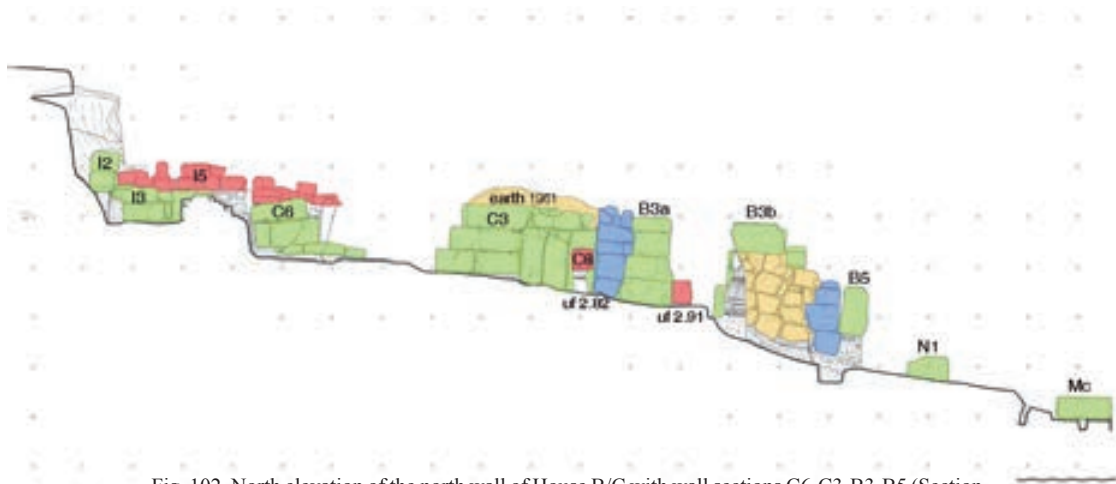 I2
I5
I3
C6
earth 1961
C3
B3a
C8
uf 2.82
uf 2.91
B3b
B5
N1
Mc
Fig. 102. North elevation of the north wall of House B/C with wall sections C6-C3-B3-B5 (Section